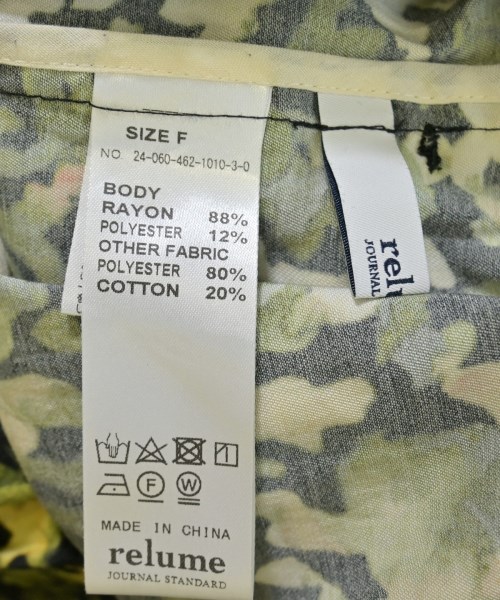 SIZE F
NO 24-060-462-1010-3-0
BODY
RAYON 88%
POLYESTER 12%
OTHER FABRIC
POLYESTER 80%
COTTON 20%
F W
MADE IN CHINA
relume
JOURNAL STANDARD
relu
JOURNAL